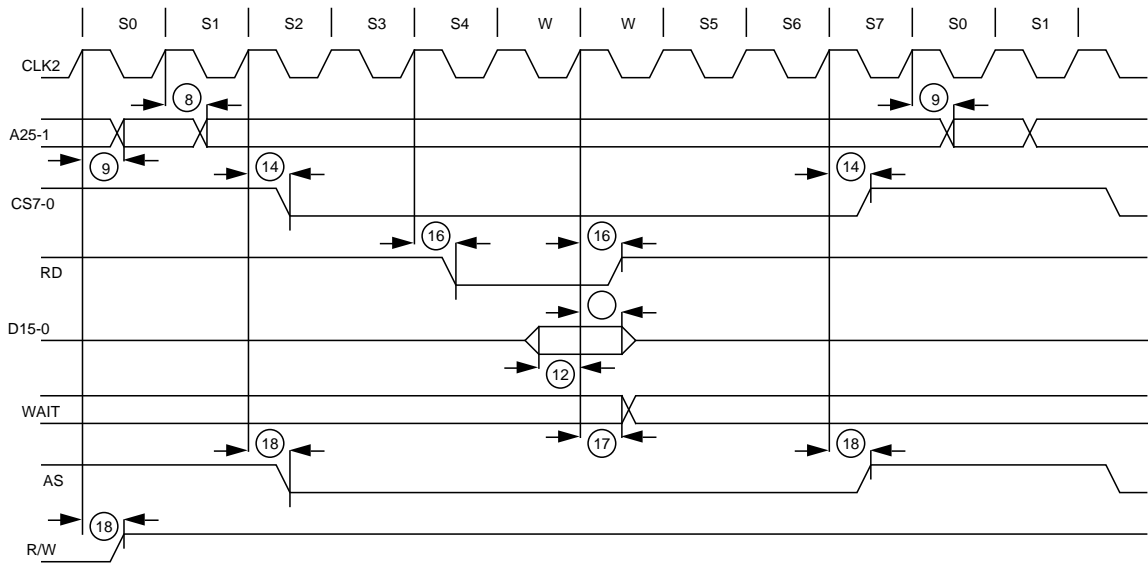 S0 S1 S2 S3 S4 W W S5 S6 S7 S0 S1
CLK2
8 9
A25-1
9 14 14
CS7-0
16 16
RD
D15-0
12
WAIT
17
18 18
AS
18
R/W